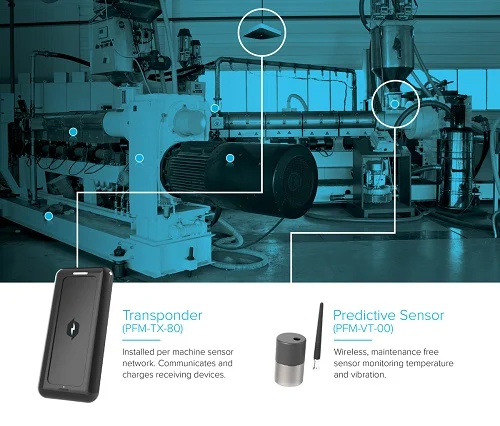 Transponder
(PFM-TX-80)
Installed per machine sensor
network. Communicates and
charges receiving devices.
Predictive Sensor
(PFM-VT-00)
Wireless, maintenance free
sensor monitoring temperature
and vibration.